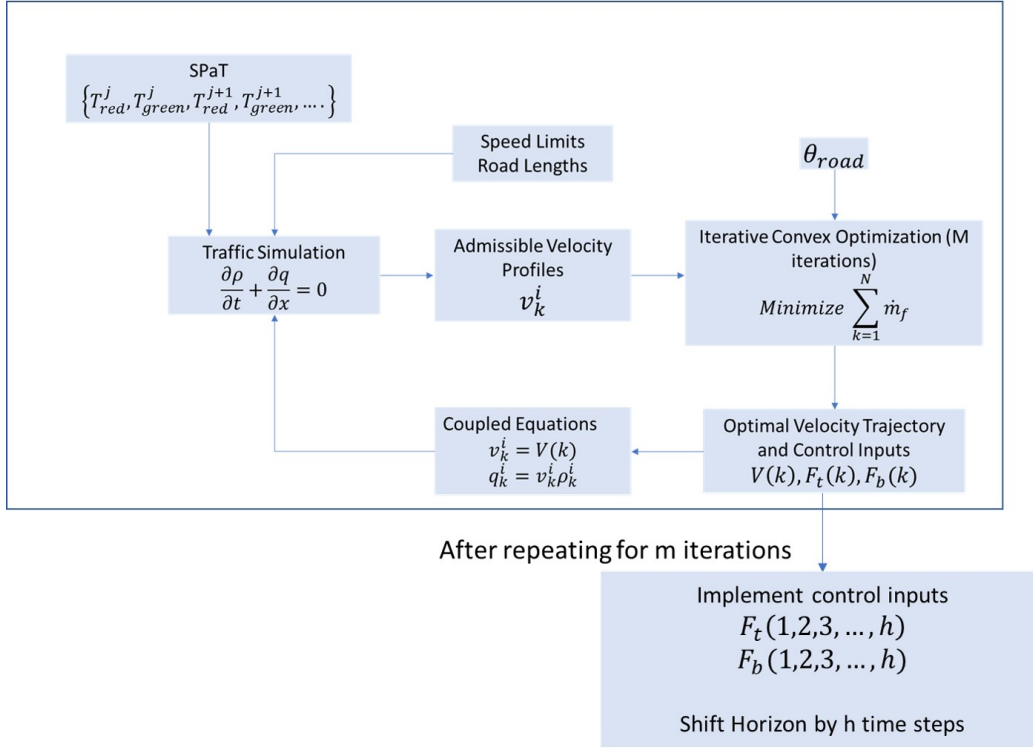 SPaT
{T_red^j, T_green^j, T_red^{j+1}, T_green^{j+1}, ....}
Speed Limits
Road Lengths
θ_road
Traffic Simulation
∂ρ/∂t + ∂q/∂x = 0
Admissible Velocity
Profiles
v_k^i
Iterative Convex Optimization (M
iterations)
Minimize ∑_{k=1}^{N} ṁ_f
Coupled Equations
v_k^i = V(k)
q_k^i = v_k^i ρ_k^i
Optimal Velocity Trajectory
and Control Inputs
V(k), F_t(k), F_b(k)
After repeating for m iterations
Implement control inputs
F_t(1,2,3, ..., h)
F_b(1,2,3, ..., h)
Shift Horizon by h time steps